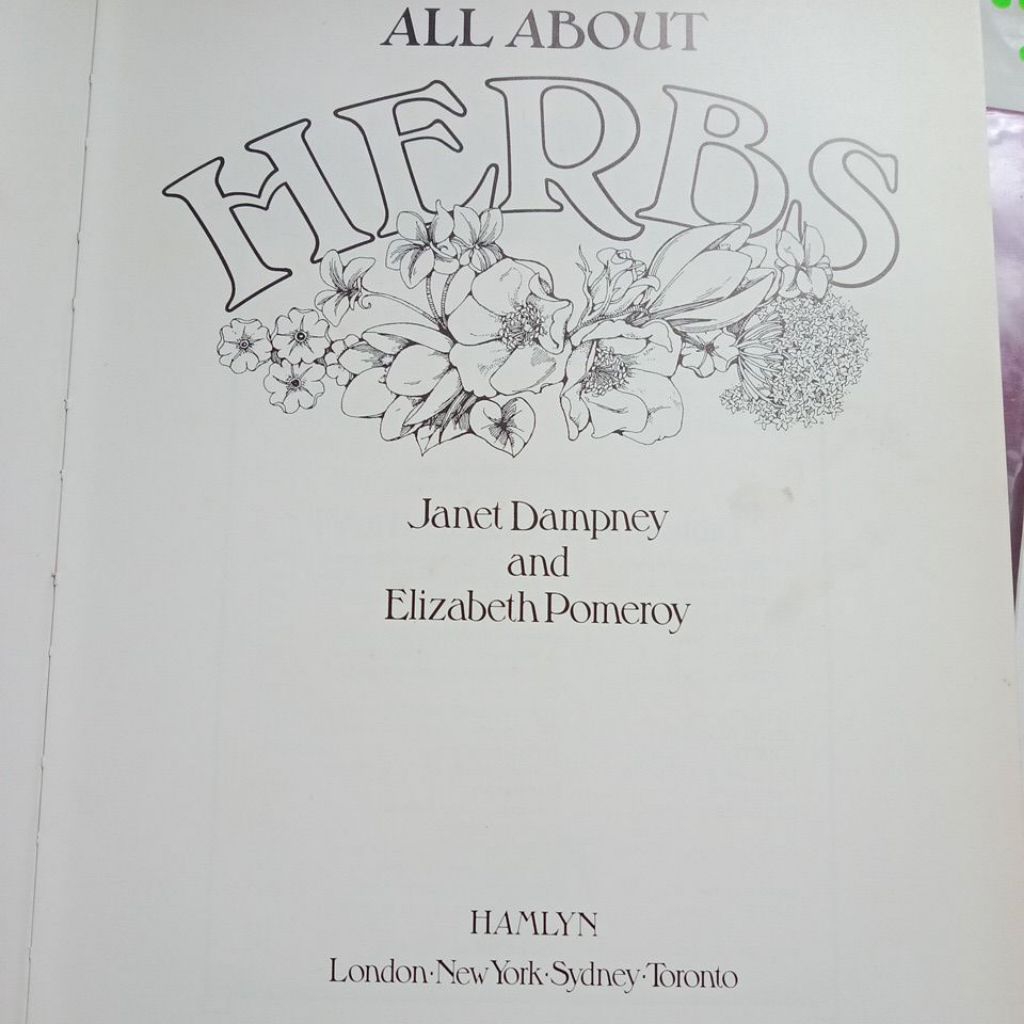 ALL ABOUT
HERBS
Janet Dampney
and
Elizabeth Pomeroy
HAMLYN
London·New York·Sydney·Toronto